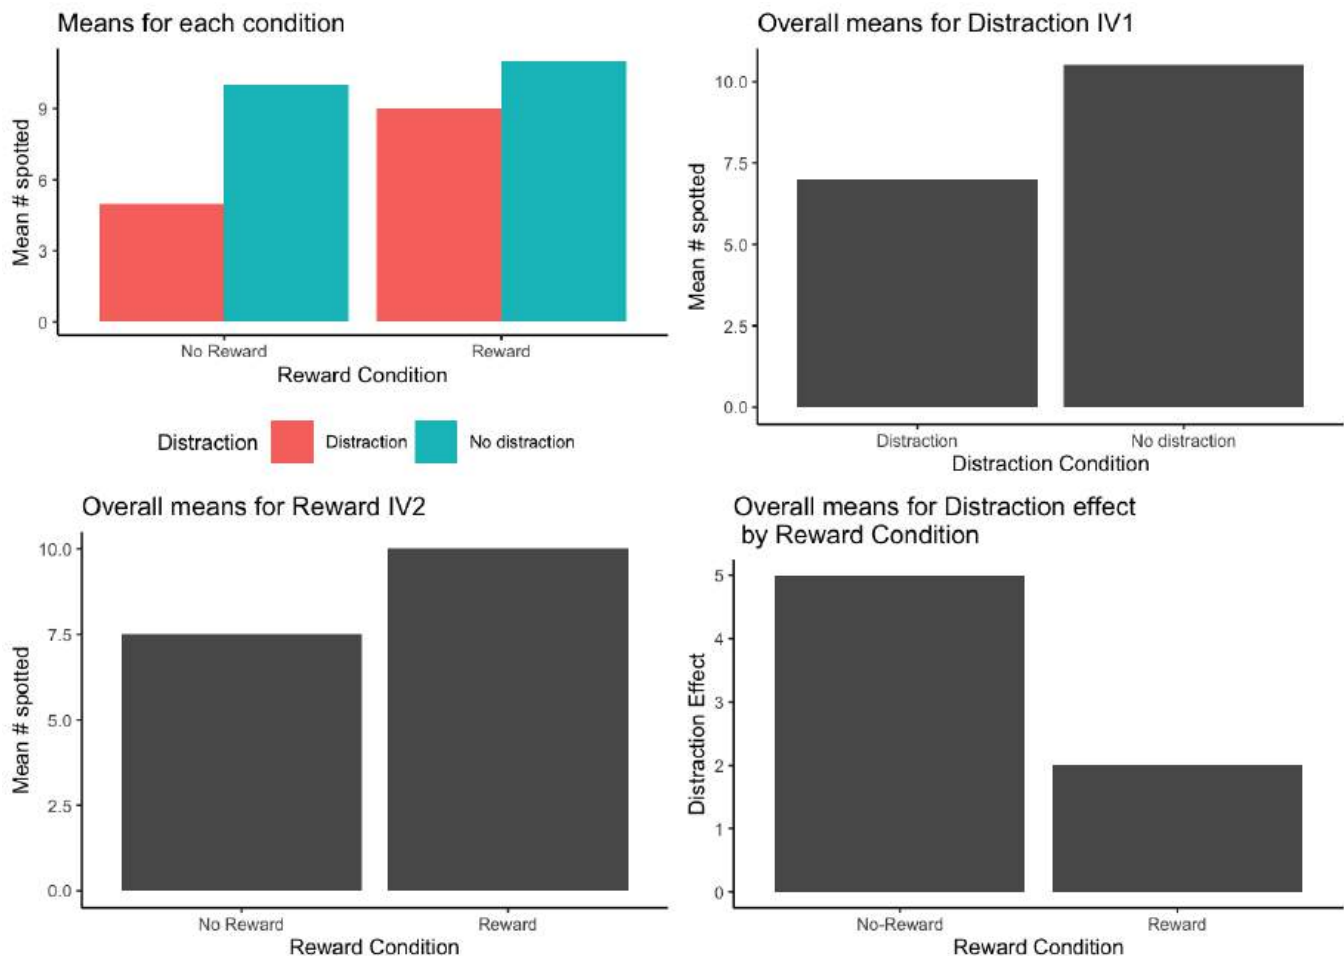 Means for each condition
Mean # spotted
9
6
3
0
No Reward
Reward
Reward Condition
Distraction
Distraction
No distraction
Overall means for Distraction IV1
Mean # spotted
10.0
7.5
5.0
2.5
0.0
Distraction
No distraction
Distraction Condition
Overall means for Reward IV2
Mean # spotted
10.0
7.5
5.0
2.5
0.0
No Reward
Reward
Reward Condition
Overall means for Distraction effect
by Reward Condition
Distraction Effect
5
4
3
2
1
0
No-Reward
Reward
Reward Condition